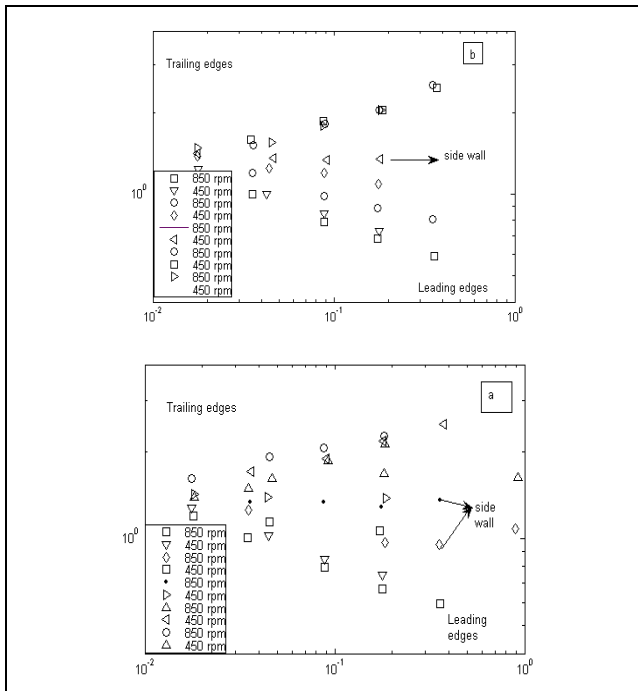 b
Trailing edges
side wall
10^0
850 rpm
450 rpm
850 rpm
450 rpm
850 rpm
450 rpm
850 rpm
450 rpm
850 rpm
450 rpm
Leading edges
10^-2
10^-1
10^0
a
Trailing edges
side
wall
10^0
850 rpm
450 rpm
850 rpm
450 rpm
850 rpm
450 rpm
850 rpm
450 rpm
850 rpm
450 rpm
Leading
edges
10^-2
10^-1
10^0